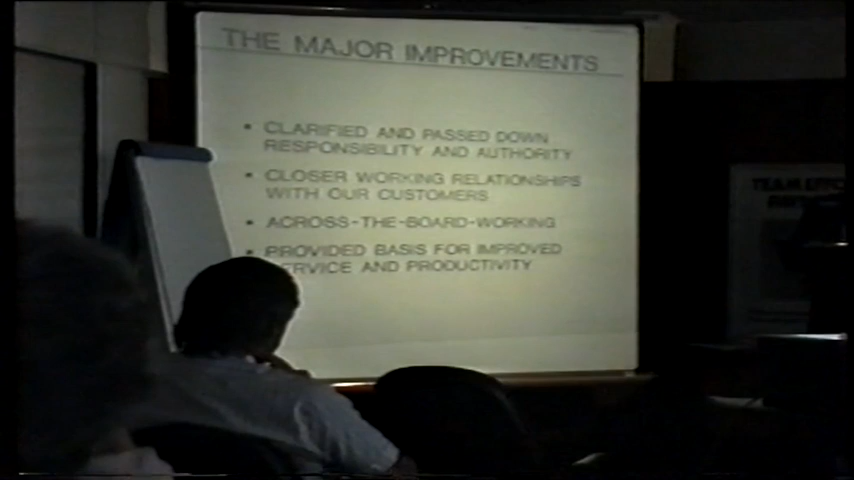 THE MAJOR IMPROVEMENTS
• CLARIFIED AND PASSED DOWN
RESPONSIBILITY AND AUTHORITY
• CLOSER WORKING RELATIONSHIPS
WITH OUR CUSTOMERS
• ACROSS-THE-BOARD-WORKING
• PROVIDED BASIS FOR IMPROVED
SERVICE AND PRODUCTIVITY
TEAM